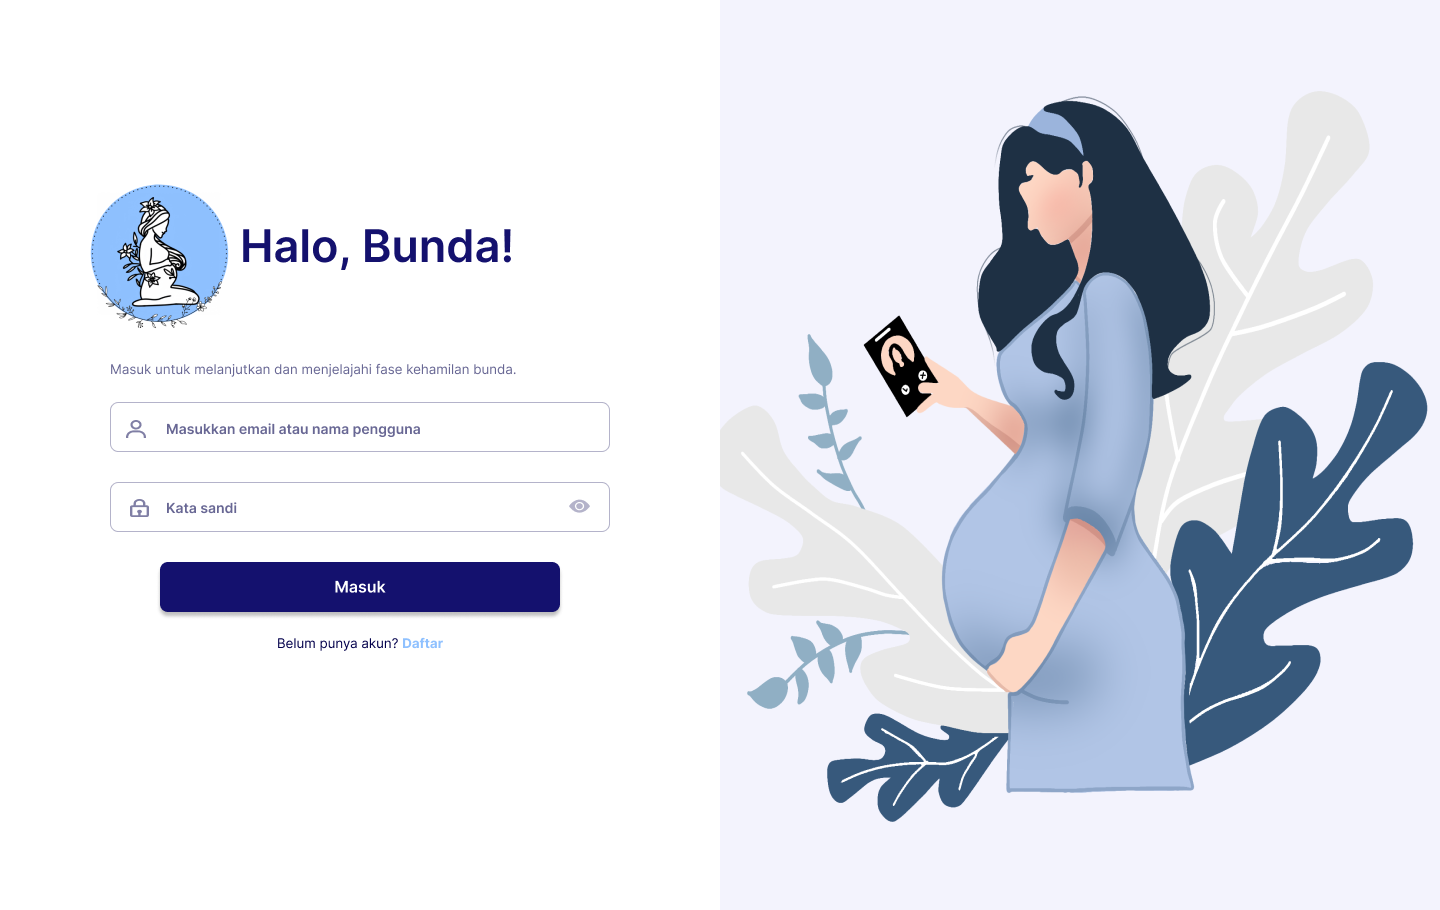 Halo, Bunda!
Masuk untuk melanjutkan dan menjelajahi fase kehamilan bunda.
Masukkan email atau nama pengguna
Kata sandi
Masuk
Belum punya akun? Daftar